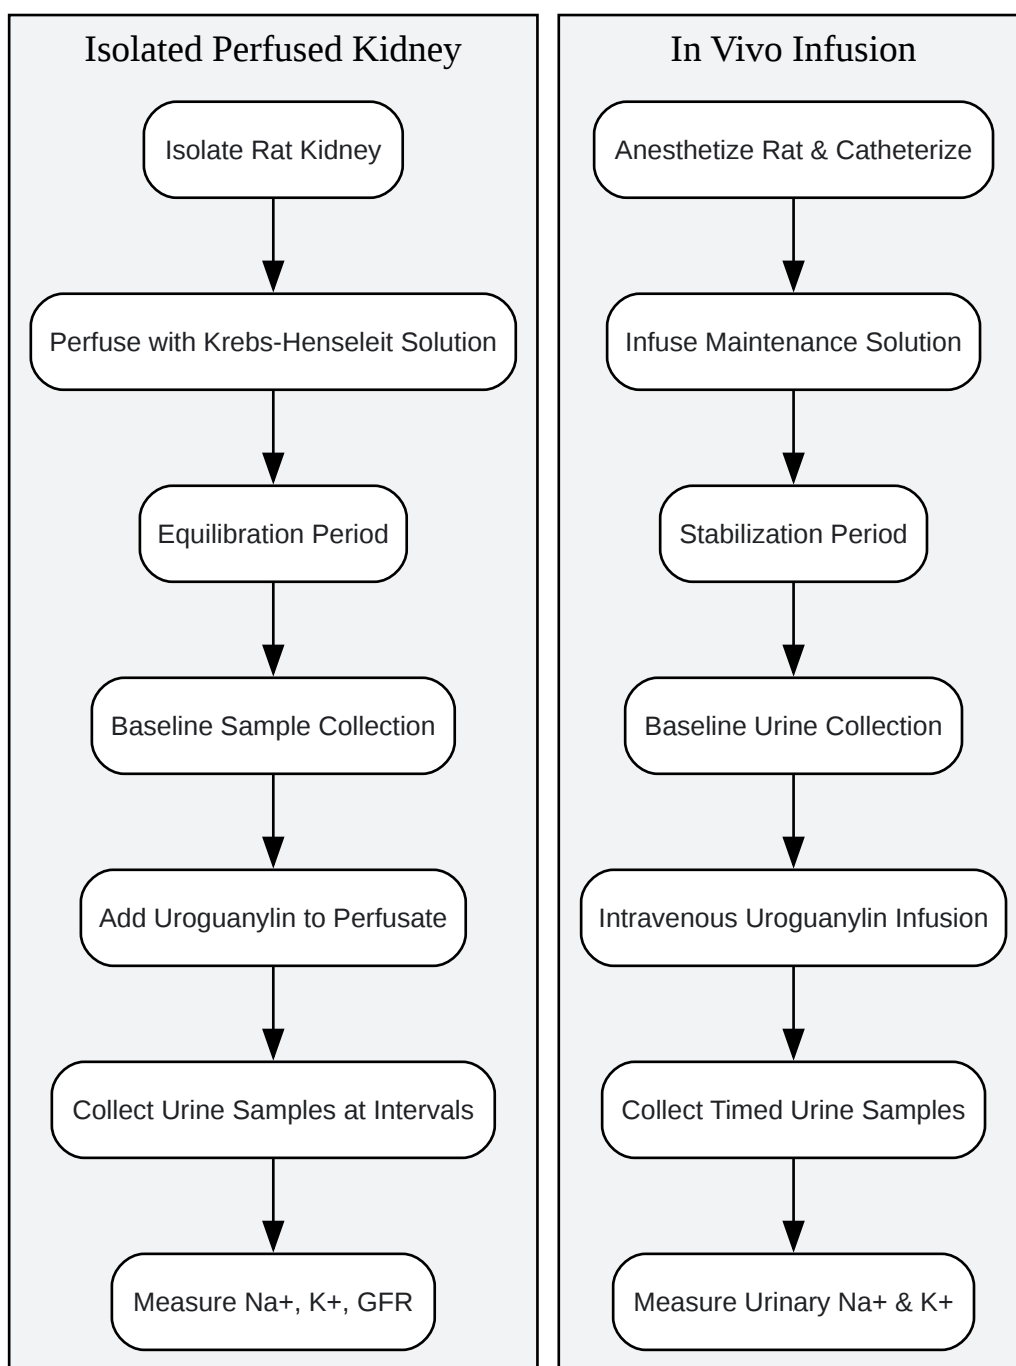 Isolated Perfused Kidney
Isolate Rat Kidney
Perfuse with Krebs-Henseleit Solution
Equilibration Period
Baseline Sample Collection
Add Uroguanylin to Perfusate
Collect Urine Samples at Intervals
Measure Na+, K+, GFR
In Vivo Infusion
Anesthetize Rat & Catheterize
Infuse Maintenance Solution
Stabilization Period
Baseline Urine Collection
Intravenous Uroguanylin Infusion
Collect Timed Urine Samples
Measure Urinary Na+ & K+